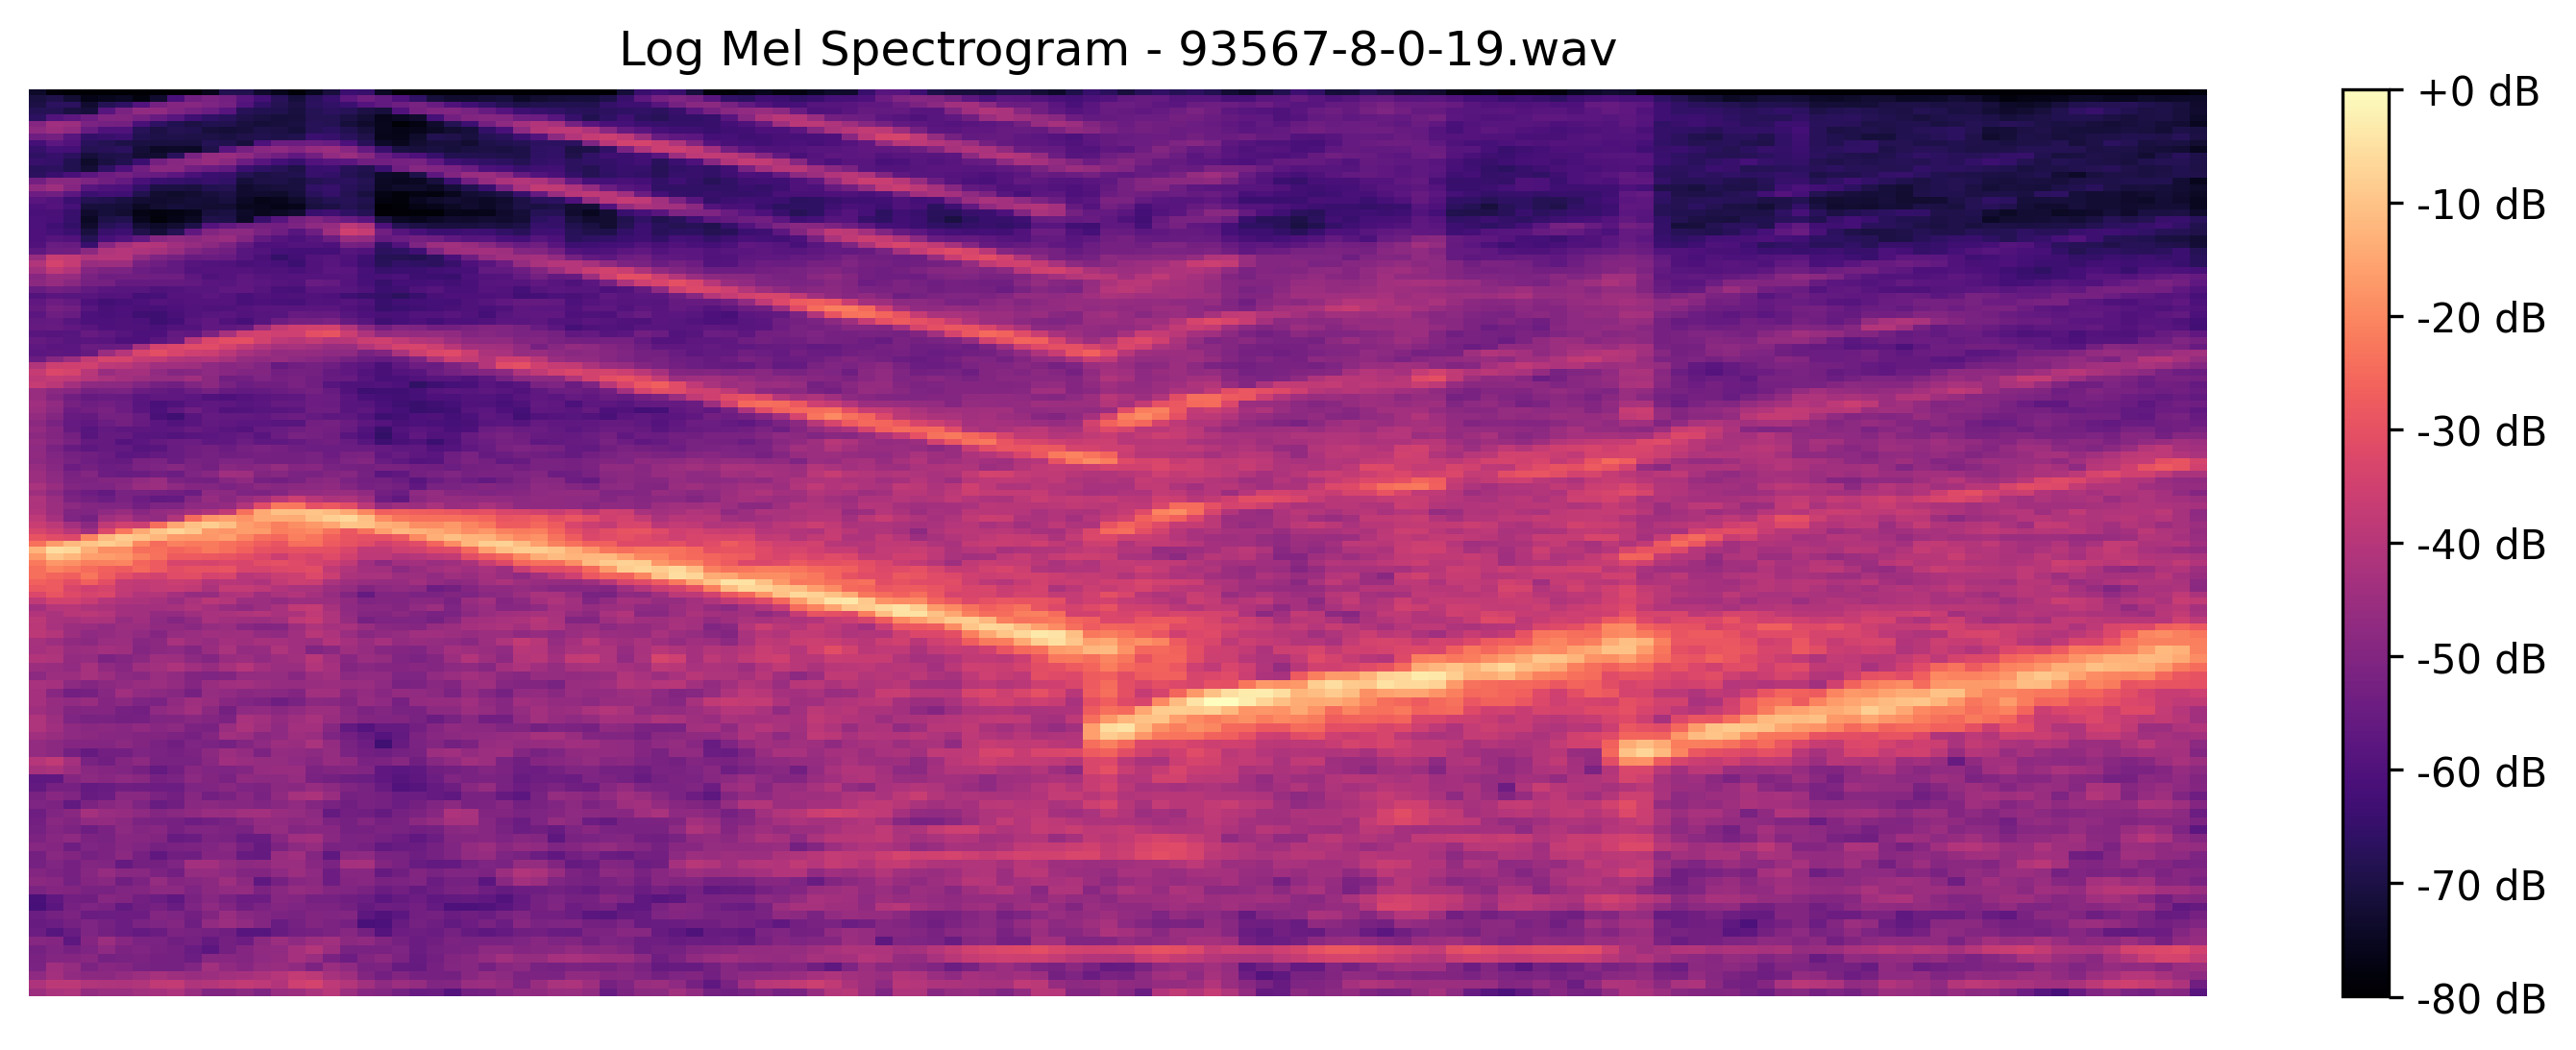 Log Mel Spectrogram - 93567-8-0-19.wav
+0 dB
-10 dB
-20 dB
-30 dB
-40 dB
-50 dB
-60 dB
-70 dB
-80 dB